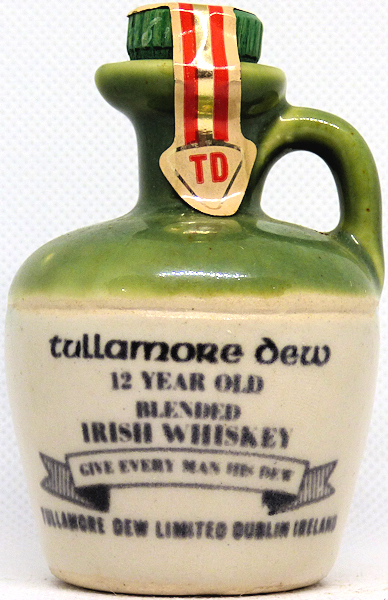 TD
tullamore dew
12 YEAR OLD
BLENDED
IRISH WHISKEY
GIVE EVERY MAN HIS DEW
TULLAMORE DEW LIMITED DUBLIN IRELAND